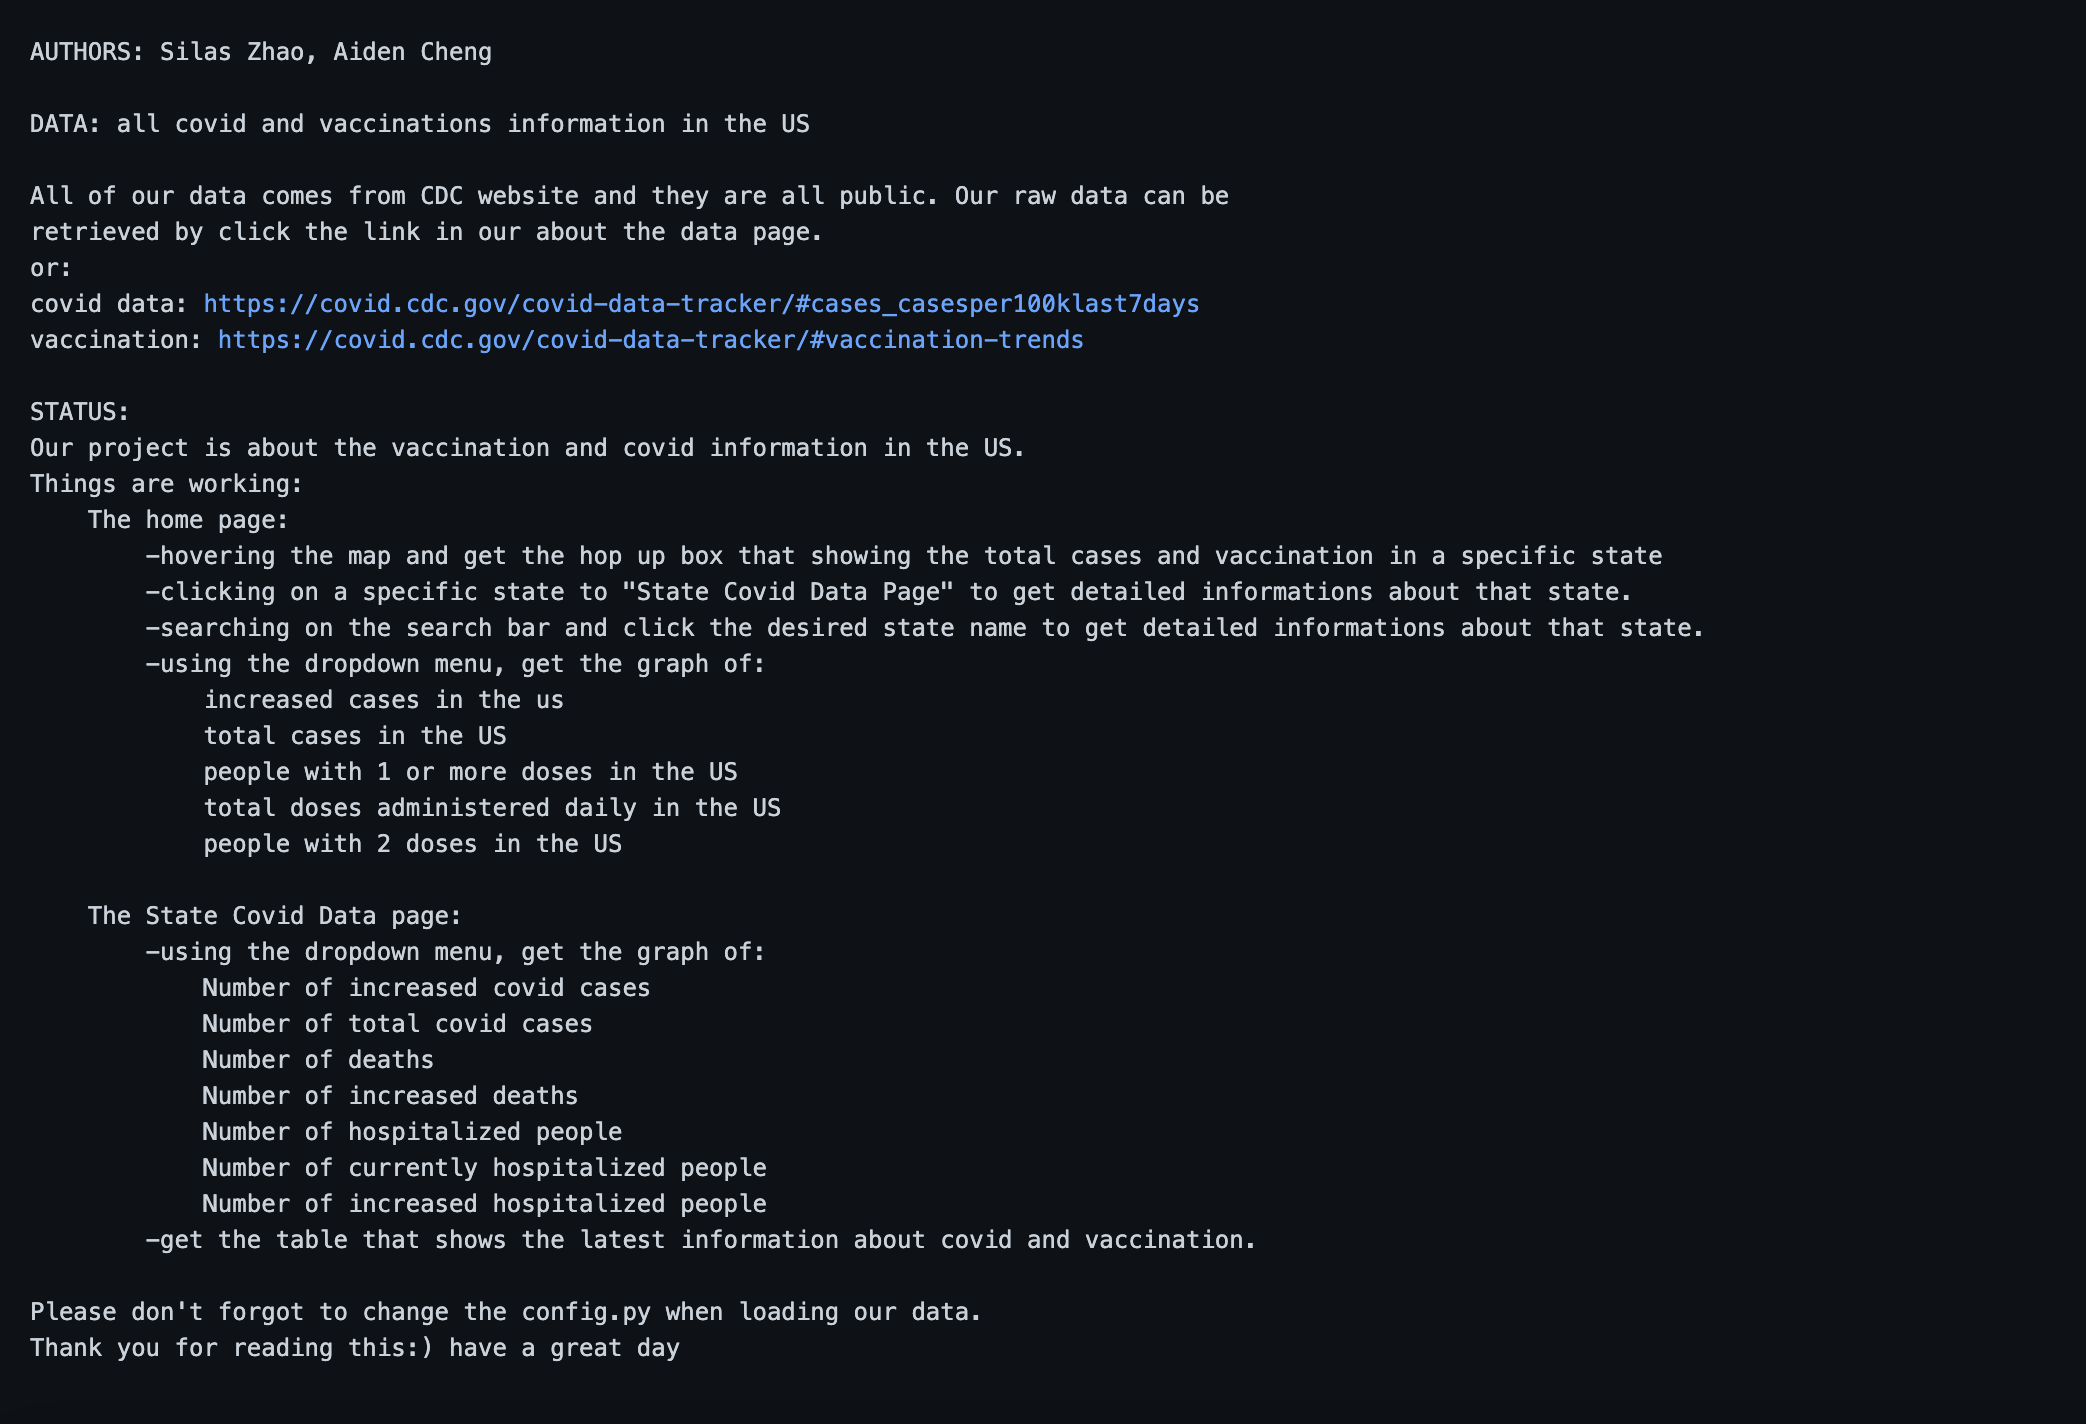 AUTHORS: Silas Zhao, Aiden Cheng
DATA: all covid and vaccinations information in the US
All of our data comes from CDC website and they are all public. Our raw data can be
retrieved by click the link in our about the data page.
or:
covid data: https://covid.cdc.gov/covid-data-tracker/#cases_casesper100klast7days
vaccination: https://covid.cdc.gov/covid-data-tracker/#vaccination-trends
STATUS:
Our project is about the vaccination and covid information in the US.
Things are working:
The home page:
-hovering the map and get the hop up box that showing the total cases and vaccination in a specific state
-clicking on a specific state to "State Covid Data Page" to get detailed informations about that state.
-searching on the search bar and click the desired state name to get detailed informations about that state.
-using the dropdown menu, get the graph of:
increased cases in the us
total cases in the US
people with 1 or more doses in the US
total doses administered daily in the US
people with 2 doses in the US
The State Covid Data page:
-using the dropdown menu, get the graph of:
Number of increased covid cases
Number of total covid cases
Number of deaths
Number of increased deaths
Number of hospitalized people
Number of currently hospitalized people
Number of increased hospitalized people
-get the table that shows the latest information about covid and vaccination.
Please don't forgot to change the config.py when loading our data.
Thank you for reading this:) have a great day